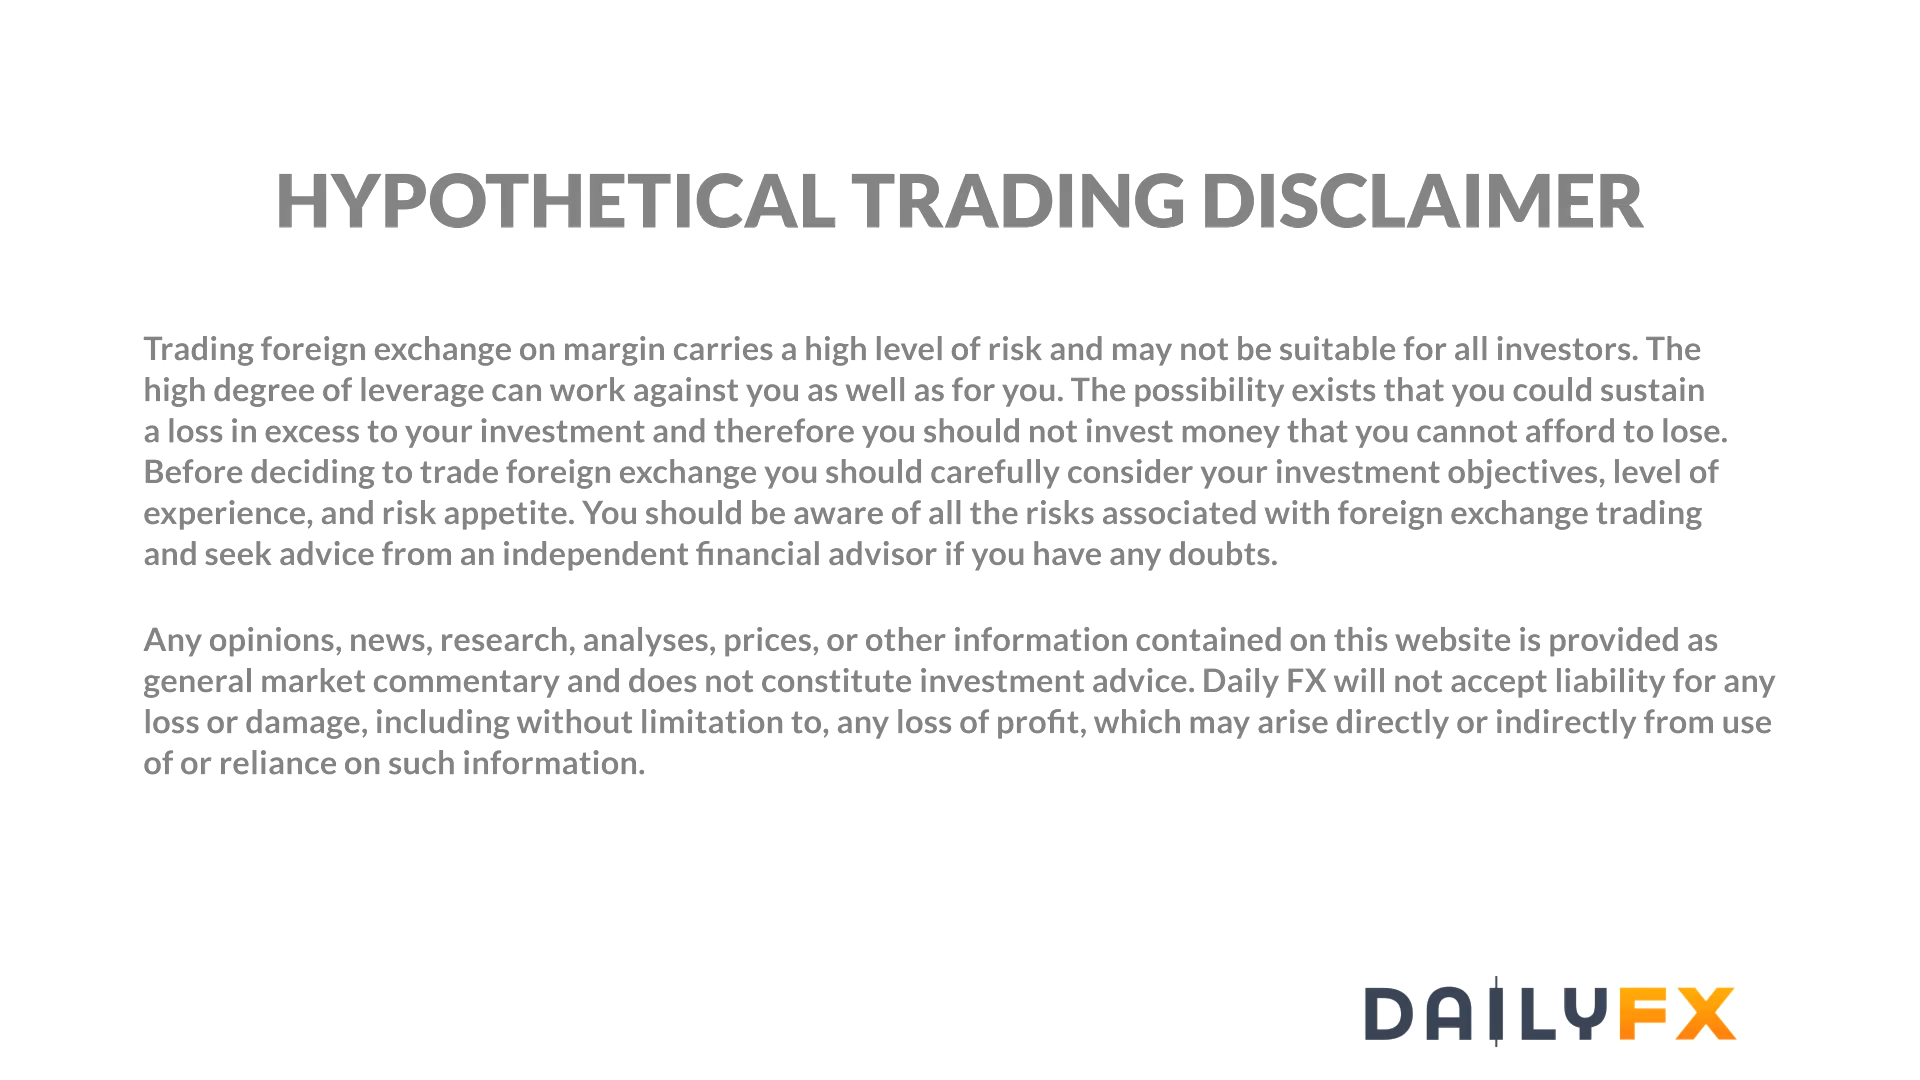 HYPOTHETICAL TRADING DISCLAIMER
Trading foreign exchange on margin carries a high level of risk and may not be suitable for all investors. The
high degree of leverage can work against you as well as for you. The possibility exists that you could sustain
a loss in excess to your investment and therefore you should not invest money that you cannot afford to lose.
Before deciding to trade foreign exchange you should carefully consider your investment objectives, level of
experience, and risk appetite. You should be aware of all the risks associated with foreign exchange trading
and seek advice from an independent financial advisor if you have any doubts.
Any opinions, news, research, analyses, prices, or other information contained on this website is provided as
general market commentary and does not constitute investment advice. Daily FX will not accept liability for any
loss or damage, including without limitation to, any loss of profit, which may arise directly or indirectly from use
of or reliance on such information.
DAILYFX